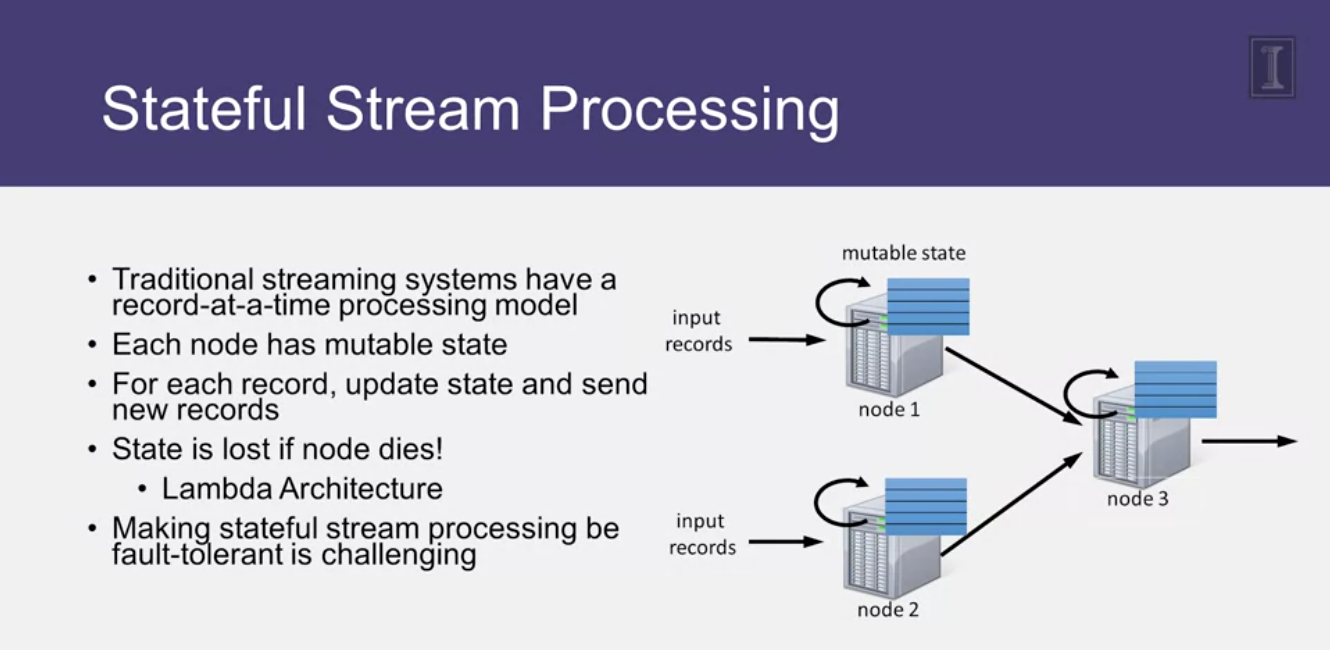 Stateful Stream Processing
• Traditional streaming systems have a
record-at-a-time processing model
• Each node has mutable state
• For each record, update state and send
new records
• State is lost if node dies!
• Lambda Architecture
• Making stateful stream processing be
fault-tolerant is challenging
mutable state
input
records
node 1
node 3
input
records
node 2
I